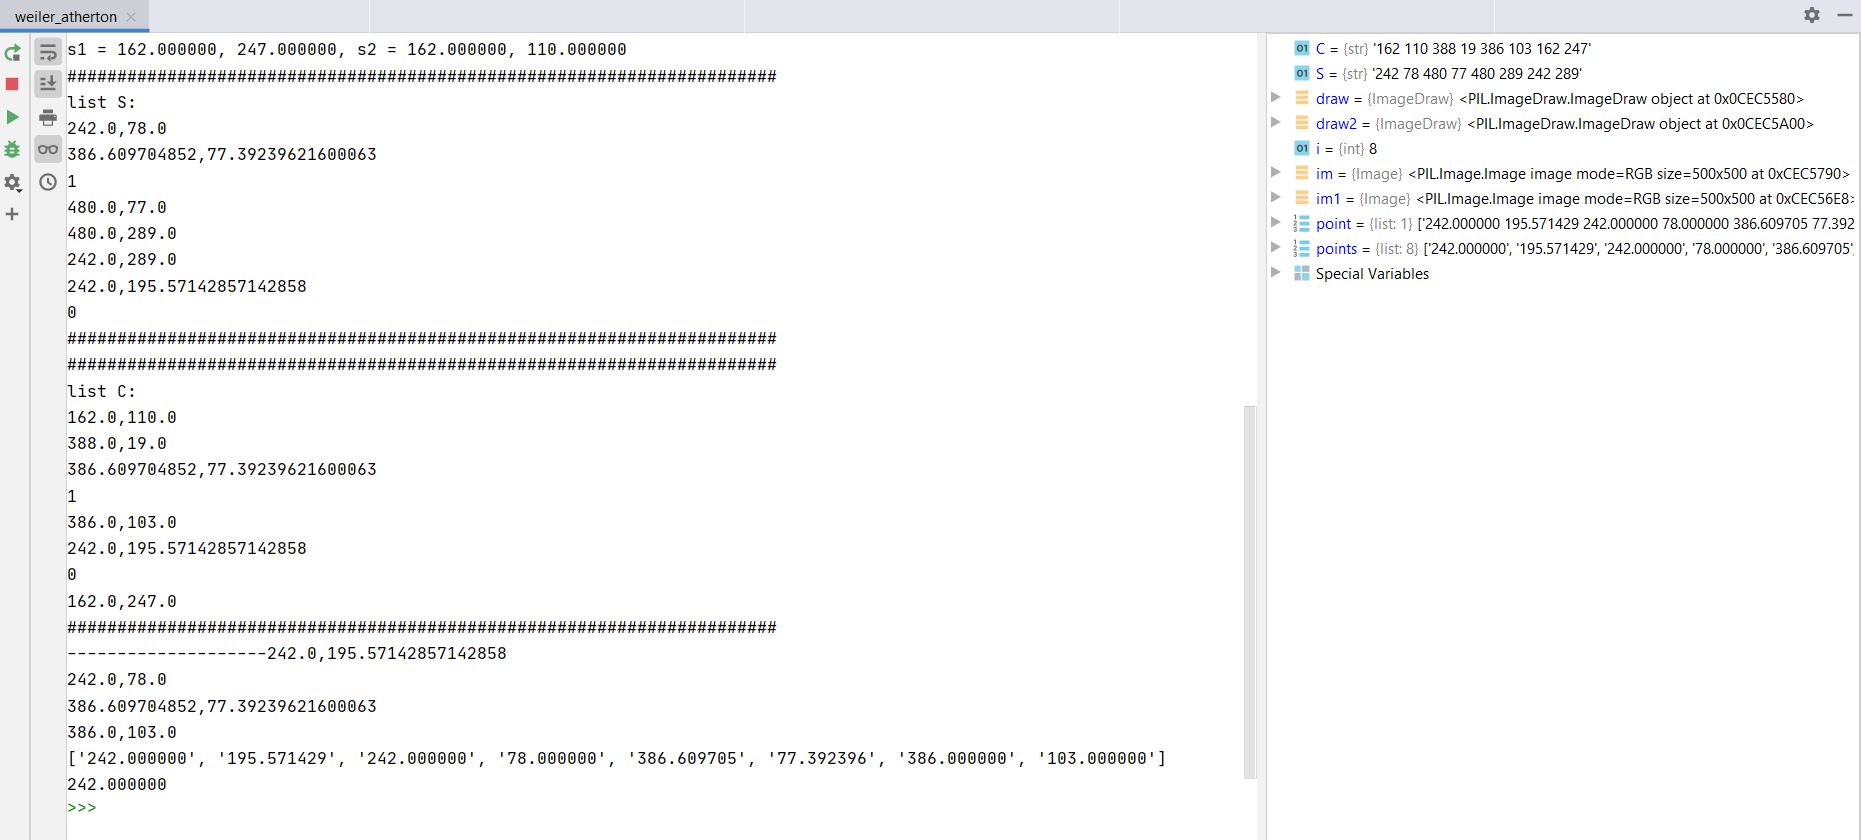 weiler_atherton
s1 = 162.000000, 247.000000, s2 = 162.000000, 110.000000
#######################################################################
list S:
242.0,78.0
386.609704852,77.39239621600063
1
480.0,77.0
480.0,289.0
242.0,289.0
242.0,195.57142857142858
0
#######################################################################
#######################################################################
list C:
162.0,110.0
388.0,19.0
386.609704852,77.39239621600063
1
386.0,103.0
242.0,195.57142857142858
0
162.0,247.0
#######################################################################
--------------------242.0,195.57142857142858
242.0,78.0
386.609704852,77.39239621600063
386.0,103.0
['242.000000', '195.571429', '242.000000', '78.000000', '386.609705', '77.392396', '386.000000', '103.000000']
242.000000
>>>
C = {str} '162 110 388 19 386 103 162 247'
S = {str} '242 78 480 77 480 289 242 289'
draw = {ImageDraw} <PIL.ImageDraw.ImageDraw object at 0x0CEC5580>
draw2 = {ImageDraw} <PIL.ImageDraw.ImageDraw object at 0x0CEC5A00>
i = {int} 8
im = {Image} <PIL.Image.Image image mode=RGB size=500x500 at 0xCEC5790>
im1 = {Image} <PIL.Image.Image image mode=RGB size=500x500 at 0xCEC56E8>
point = {list: 1} ['242.000000 195.571429 242.000000 78.000000 386.609705 77.392
points = {list: 8} ['242.000000', '195.571429', '242.000000', '78.000000', '386.609705',
Special Variables